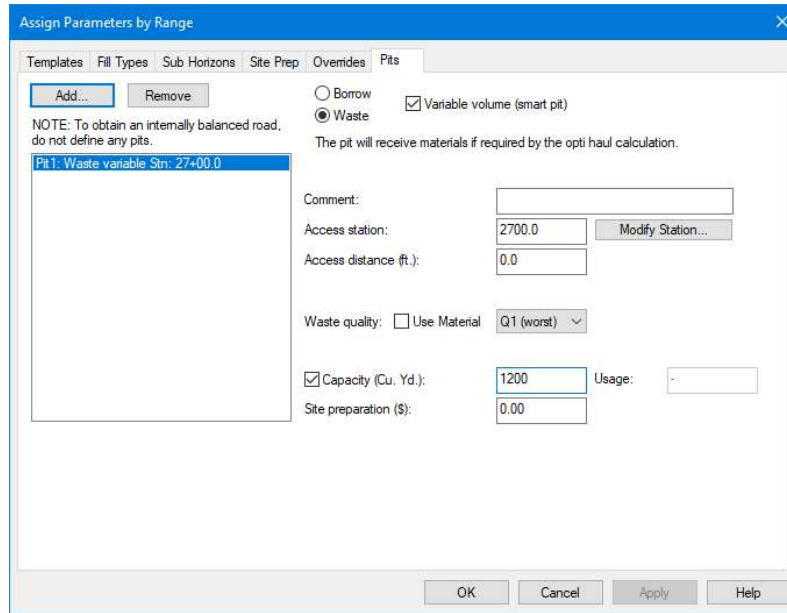 Assign Parameters by Range
Templates Fill Types Sub Horizons Site Prep Overrides Pits
Add... Remove
NOTE: To obtain an internally balanced road,
do not define any pits.
Pit1: Waste variable Stn: 27+00.0
Borrow
Waste
Variable volume (smart pit)
The pit will receive materials if required by the opti haul calculation.
Comment:
Access station: 2700.0 Modify Station...
Access distance (ft.): 0.0
Waste quality: Use Material Q1 (worst)
Capacity (Cu. Yd.): 1200 Usage: -
Site preparation ($): 0.00
OK Cancel Apply Help